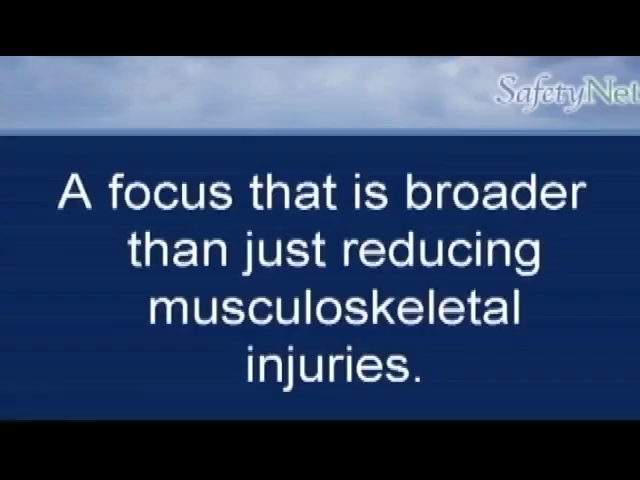 SafetyNet
A focus that is broader
than just reducing
musculoskeletal
injuries.